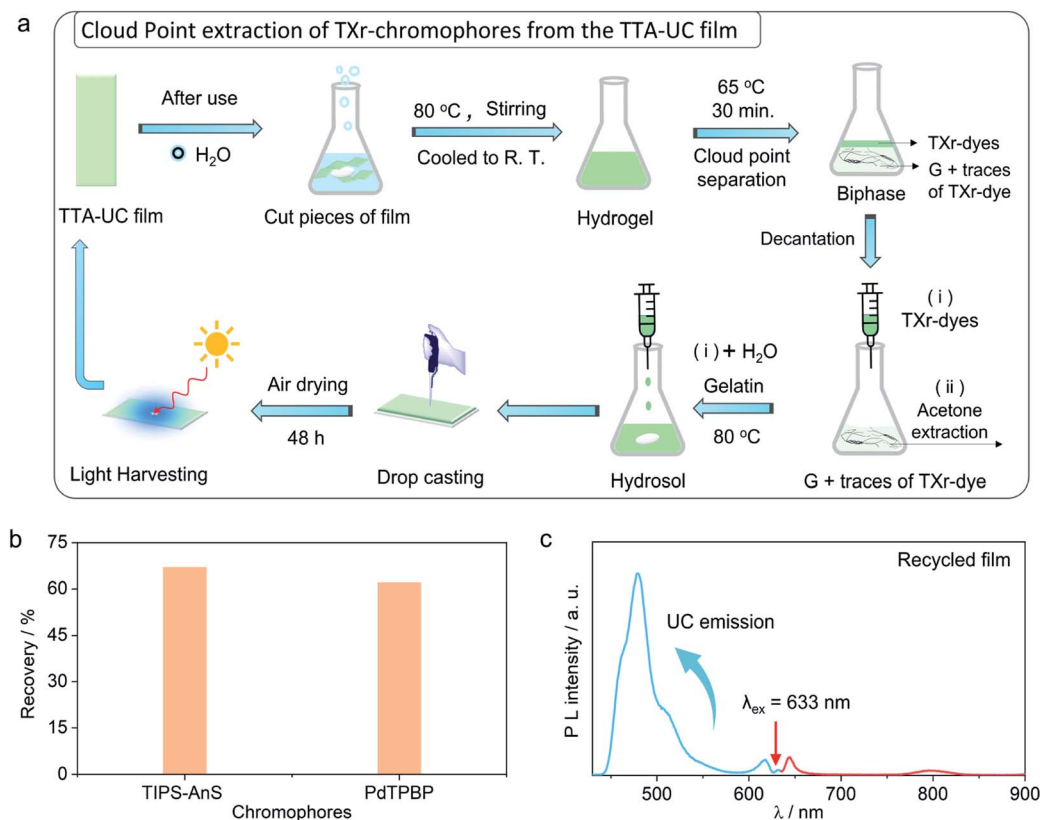 a
Cloud Point extraction of TXr-chromophores from the TTA-UC film
After use
H₂O
TTA-UC film
Cut pieces of film
80 °C , Stirring
Cooled to R. T.
Hydrogel
65 °C
30 min.
Cloud point
separation
TXr-dyes
G + traces
of TXr-dye
Biphase
Decantation
( i )
TXr-dyes
( ii )
Acetone
extraction
G + traces of TXr-dye
( i ) + H₂O
Gelatin
80 °C
Hydrosol
Drop casting
Air drying
48 h
Light Harvesting
b
75
60
45
30
15
0
Recovery / %
TIPS-AnS
PdTPBP
Chromophores
c
Recycled film
UC emission
λex = 633 nm
P L intensity / a. u.
500
600
700
800
900
λ / nm